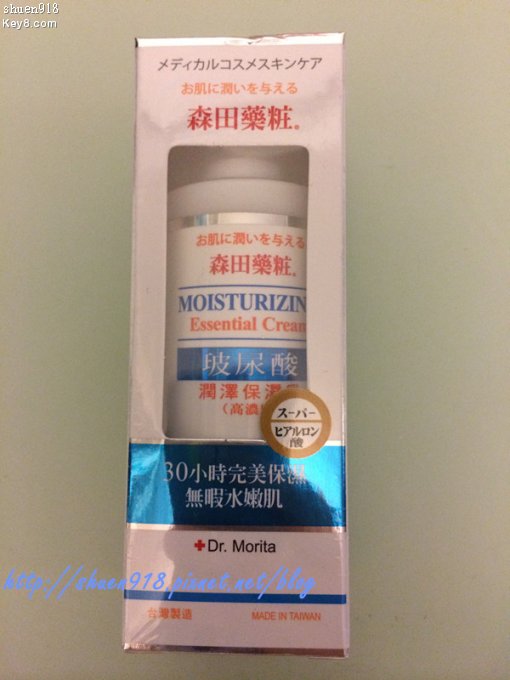 shuen918
Key8.com
メディカルコスメスキンケア
お肌に潤いを与える
森田藥粧®
お肌に潤いを与える
森田藥粧®
MOISTURIZIN
Essential Cream
玻尿酸
潤澤保濕
(高濃
スーパー
ヒアルロン
酸
30小時完美保濕
無暇水嫩肌
Dr. Morita
http://shuen918.pixnet.net/blog
台灣製造
MADE IN TAIWAN